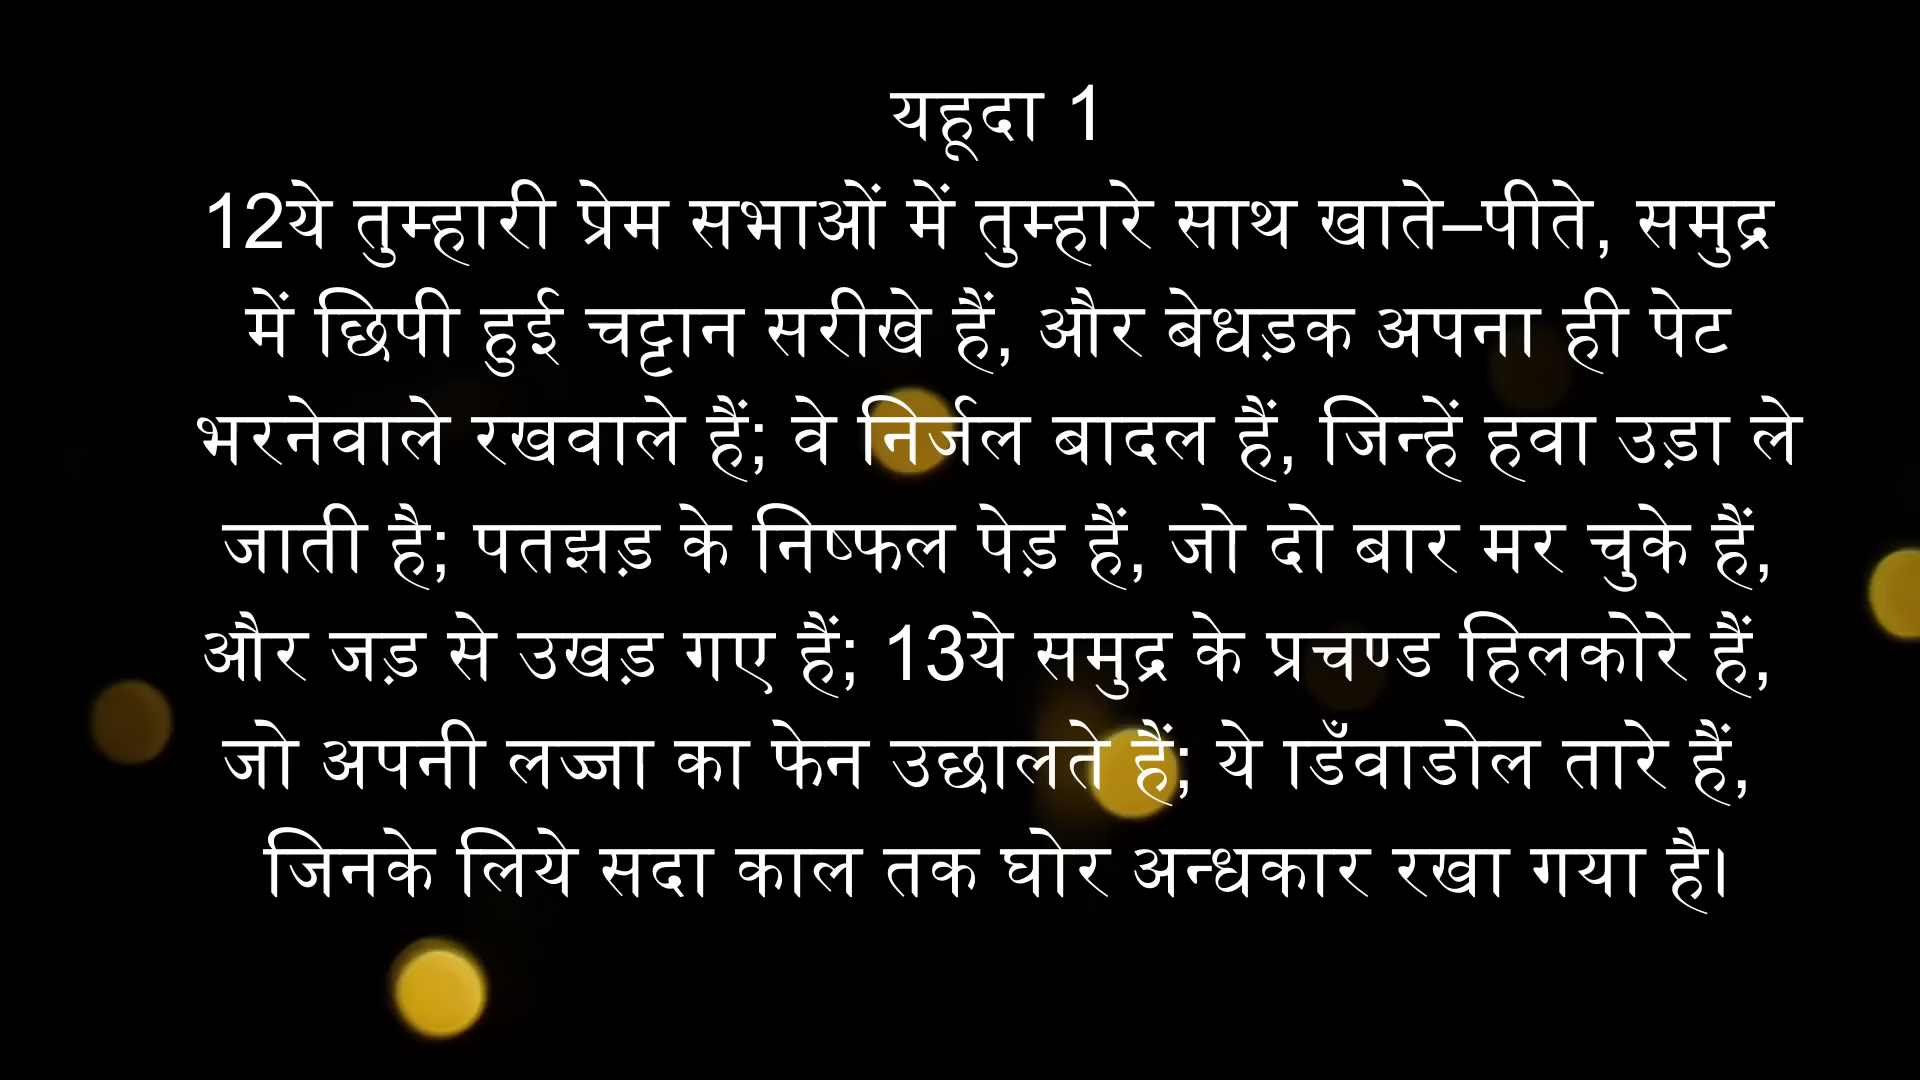 यहूदा 1
12ये तुम्हारी प्रेम सभाओं में तुम्हारे साथ खाते–पीते, समुद्र
में छिपी हुई चट्टान सरीखे हैं, और बेधड़क अपना ही पेट
भरनेवाले रखवाले हैं; वे निर्जल बादल हैं, जिन्हें हवा उड़ा ले
जाती है; पतझड़ के निष्फल पेड़ हैं, जो दो बार मर चुके हैं,
और जड़ से उखड़ गए हैं; 13ये समुद्र के प्रचण्ड हिलकोरे हैं,
जो अपनी लज्जा का फेन उछालते हैं; ये डाँवाडोल तारे हैं,
जिनके लिये सदा काल तक घोर अन्धकार रखा गया है।